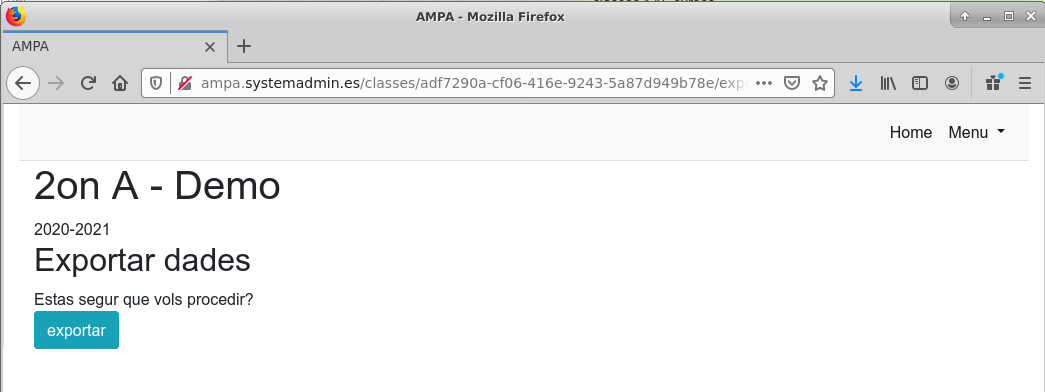 AMPA - Mozilla Firefox
AMPA
ampa.systemadmin.es/classes/adf7290a-cf06-416e-9243-5a87d949b78e/exp
Home Menu
2on A - Demo
2020-2021
Exportar dades
Estas segur que vols procedir?
exportar